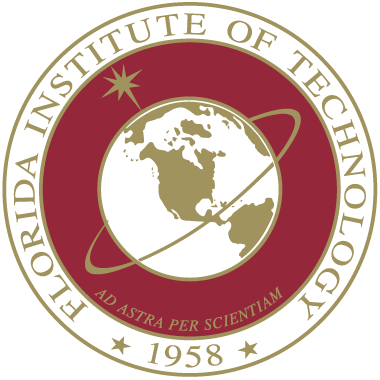 FLORIDA INSTITUTE OF TECHNOLOGY
AD ASTRA PER SCIENTIAM
1958